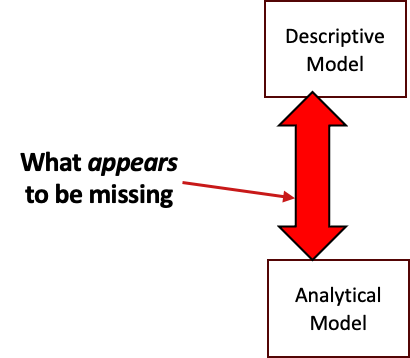 Descriptive
Model
What appears
to be missing
Analytical
Model